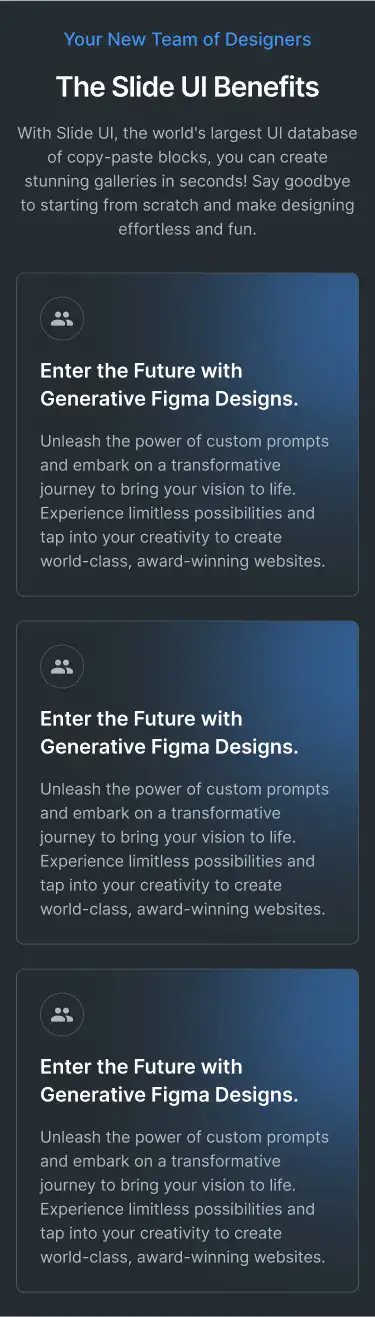 Your New Team of Designers
The Slide UI Benefits
With Slide UI, the world's largest UI database
of copy-paste blocks, you can create
stunning galleries in seconds! Say goodbye
to starting from scratch and make designing
effortless and fun.
Enter the Future with
Generative Figma Designs.
Unleash the power of custom prompts
and embark on a transformative
journey to bring your vision to life.
Experience limitless possibilities and
tap into your creativity to create
world-class, award-winning websites.
Enter the Future with
Generative Figma Designs.
Unleash the power of custom prompts
and embark on a transformative
journey to bring your vision to life.
Experience limitless possibilities and
tap into your creativity to create
world-class, award-winning websites.
Enter the Future with
Generative Figma Designs.
Unleash the power of custom prompts
and embark on a transformative
journey to bring your vision to life.
Experience limitless possibilities and
tap into your creativity to create
world-class, award-winning websites.